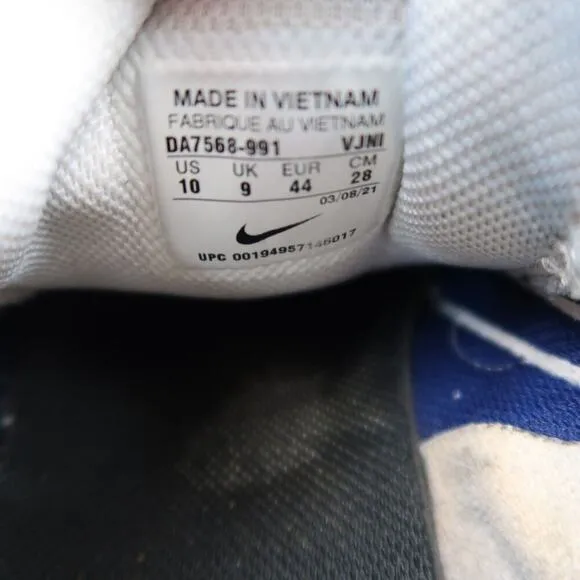 MADE IN VIETNAM
FABRIQUE AU VIETNAM
DA7568-991 VJNI
US UK EUR CM
10 9 44 28
03/08/21
UPC 00194957145017